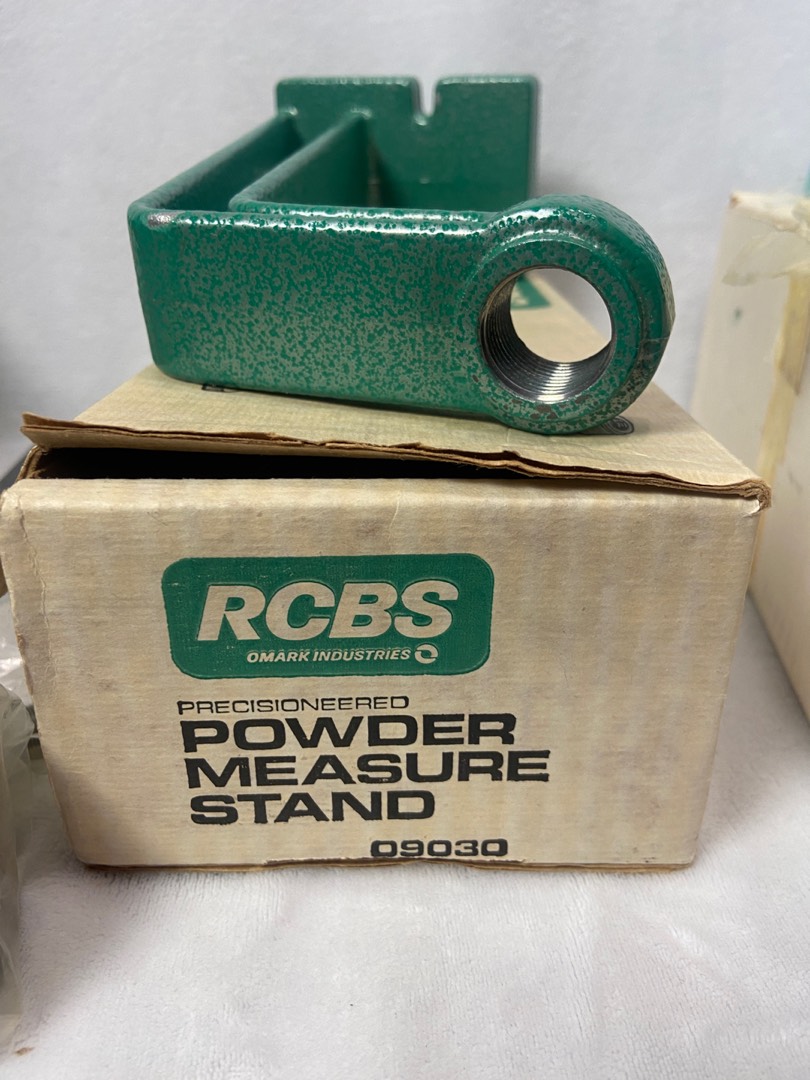 RCBS
OMARK INDUSTRIES
PRECISIONEERED
POWDER
MEASURE
STAND
09030